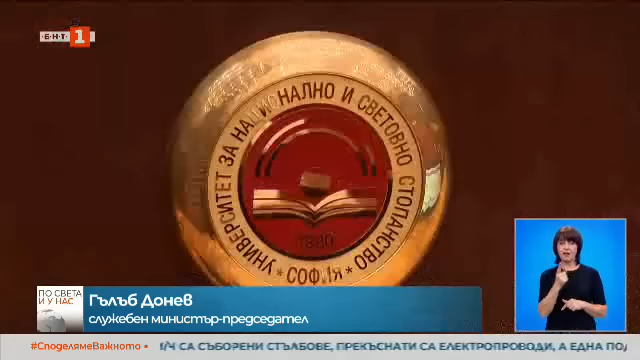 БНТ 1
УНИВЕРСИТЕТ ЗА НАЦИОНАЛНО И СВЕТОВНО СТОПАНСТВО
1920
* СОФИЯ *
ПО СВЕТА
И У НАС
Гълъб Донев
служебен министър-председател
#СподелямеВажното • М/Ч СА СЪБОРЕНИ СТЪЛБОВЕ, ПРЕКЪСНАТИ СА ЕЛЕКТРОПРОВОДИ, А ЕДНА ПОД